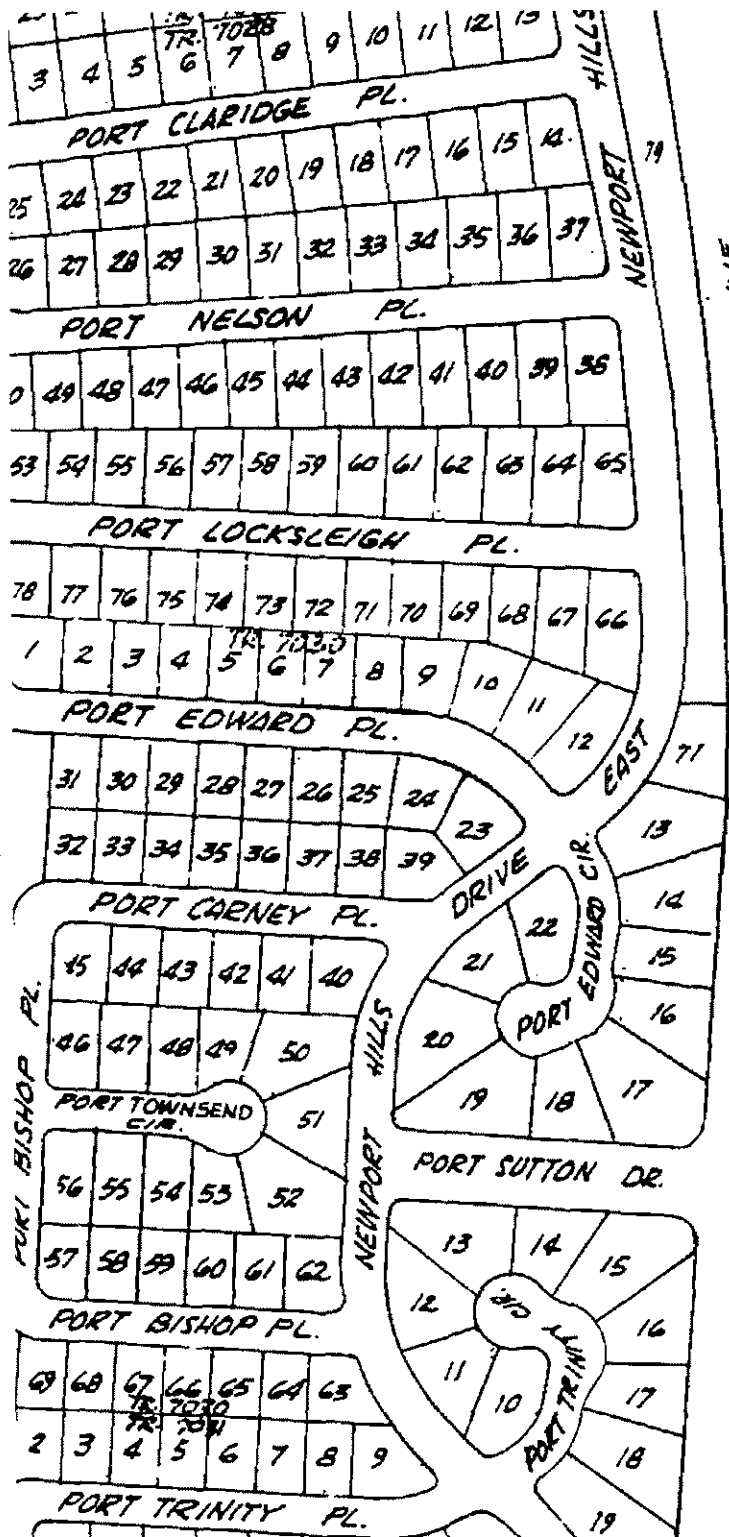 TR. 7028
3 4 5 6 7 8 9 10 11 12 13
PORT CLARIDGE PL.
25 24 23 22 21 20 19 18 17 16 15 14
79
26 27 28 29 30 31 32 33 34 35 36 37
PORT NELSON PL.
NEWPORT HILLS
49 48 47 46 45 44 43 42 41 40 39 38
53 54 55 56 57 58 59 60 61 62 63 64 65
PORT LOCKSLEIGH PL.
78 77 76 75 74 73 72 71 70 69 68 67 66
TR. 7030
1 2 3 4 5 6 7 8 9 10 11 12
PORT EDWARD PL.
EAST
71
31 30 29 28 27 26 25 24 23
13
32 33 34 35 36 37 38 39
DRIVE
14
PORT CARNEY PL.
22
15
45 44 43 42 41 40
21
PORT EDWARD CIR.
16
46 47 48 49 50
20
17
PORT BISHOP PL.
PORT TOWNSEND
CIR.
51
19 18
NEWPORT HILLS
56 55 54 53 52
PORT SUTTON DR.
57 58 59 60 61 62
13 14 15
PORT BISHOP PL.
12
16
69 68 67 66 65 64 63
11
10
17
TR. 7030
TR. 7031
PORT TRINITY CIR.
2 3 4 5 6 7 8 9
18
PORT TRINITY PL.
19